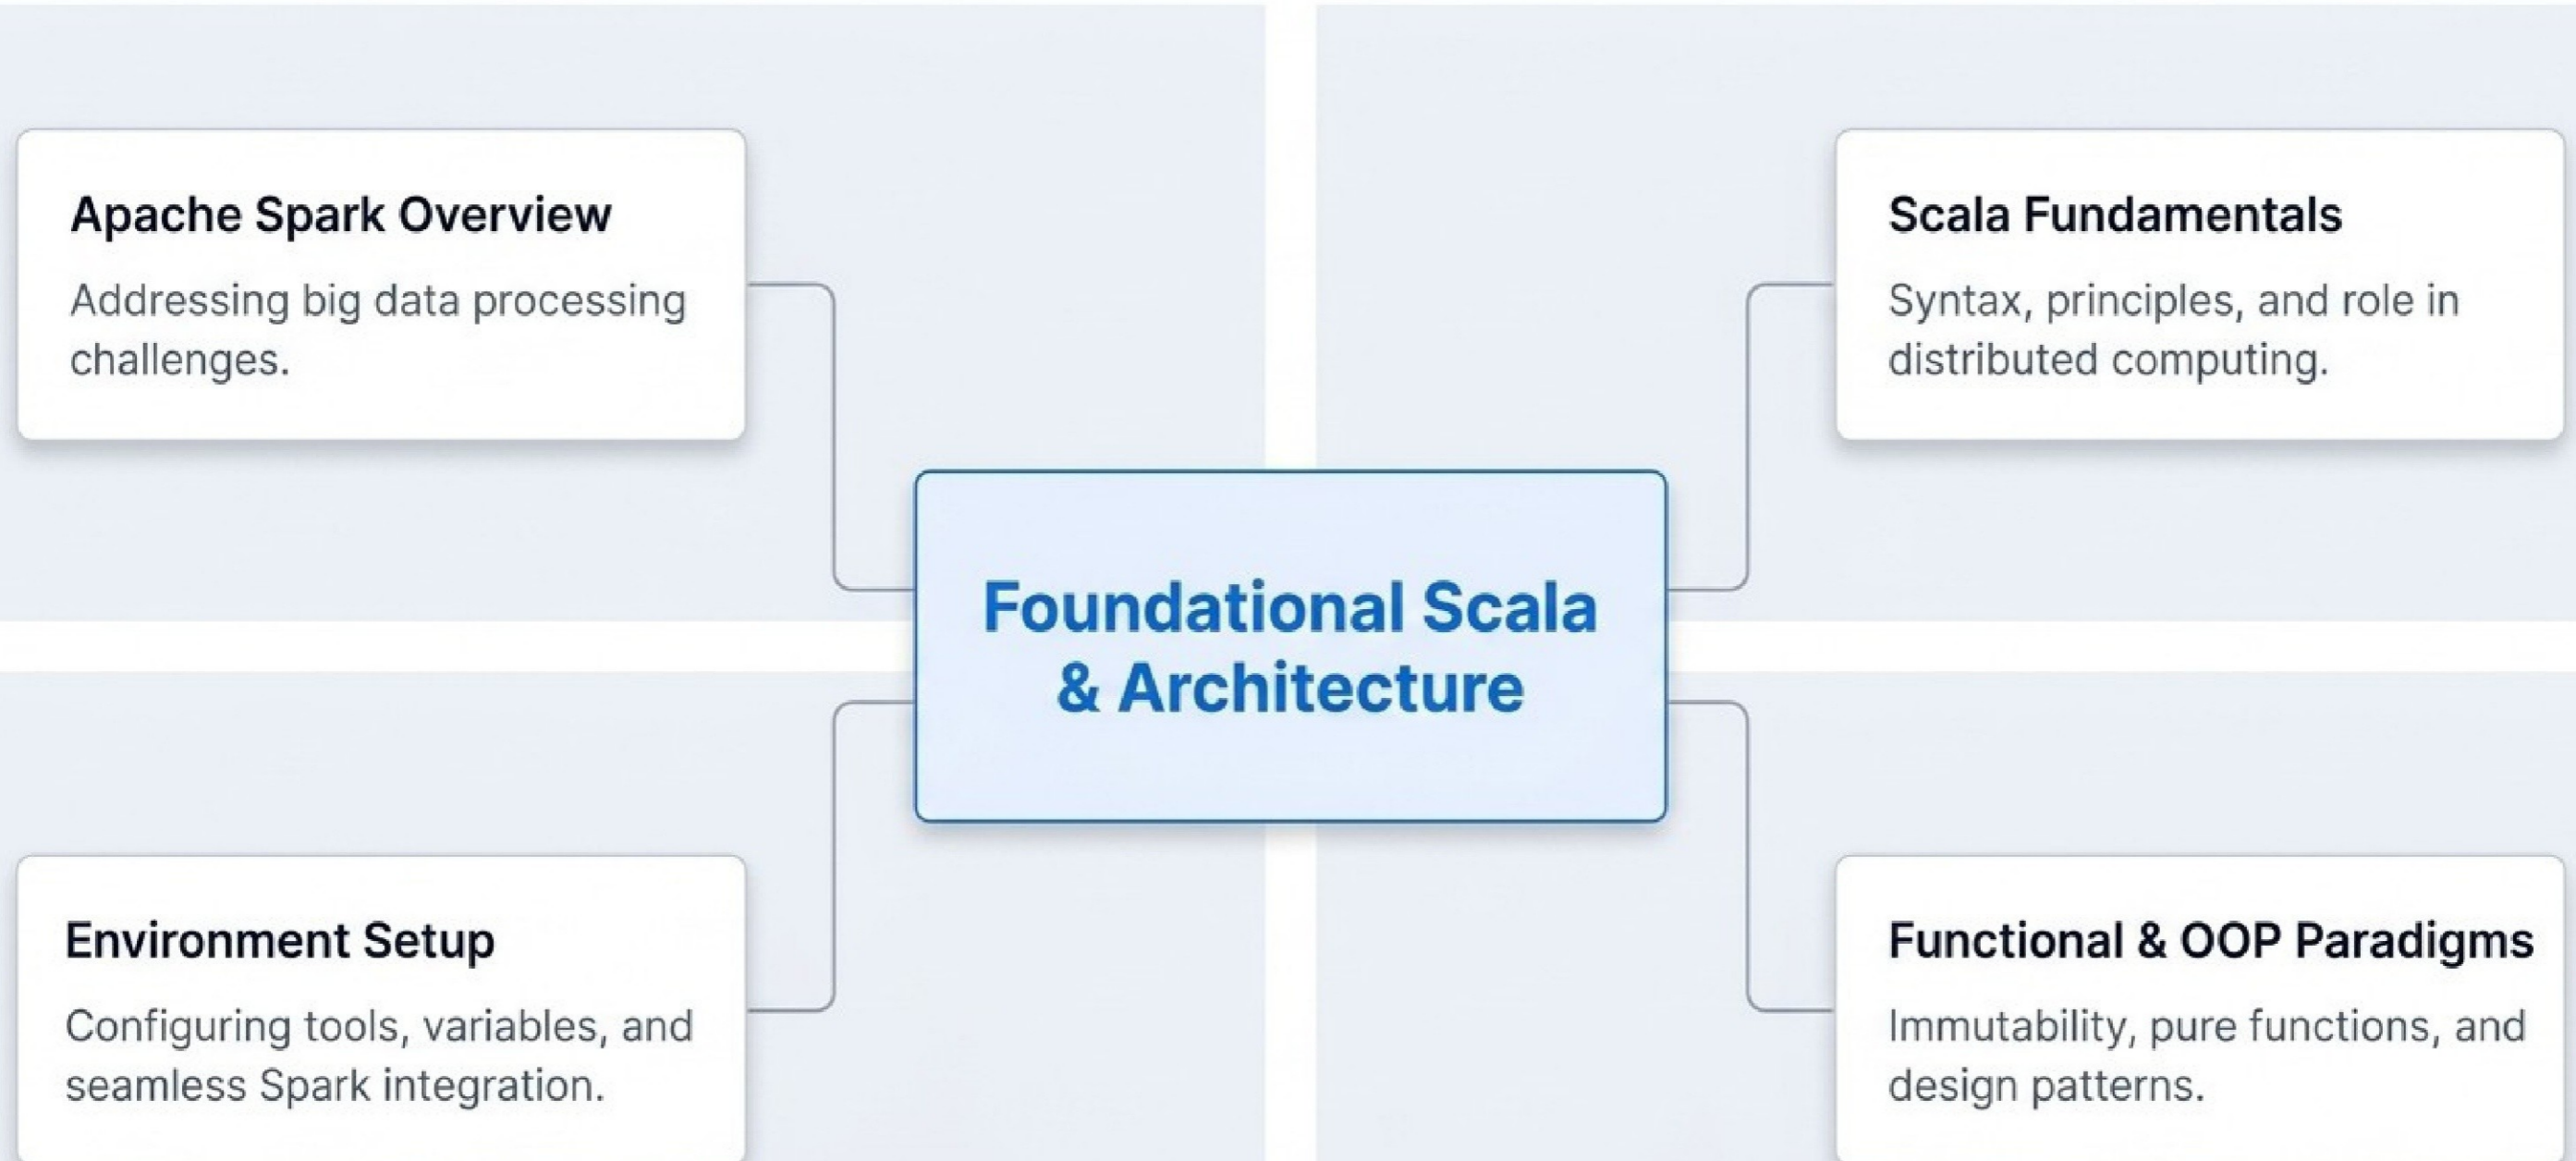 Apache Spark Overview
Addressing big data processing
challenges.
Scala Fundamentals
Syntax, principles, and role in
distributed computing.
Foundational Scala
& Architecture
Environment Setup
Configuring tools, variables, and
seamless Spark integration.
Functional & OOP Paradigms
Immutability, pure functions, and
design patterns.